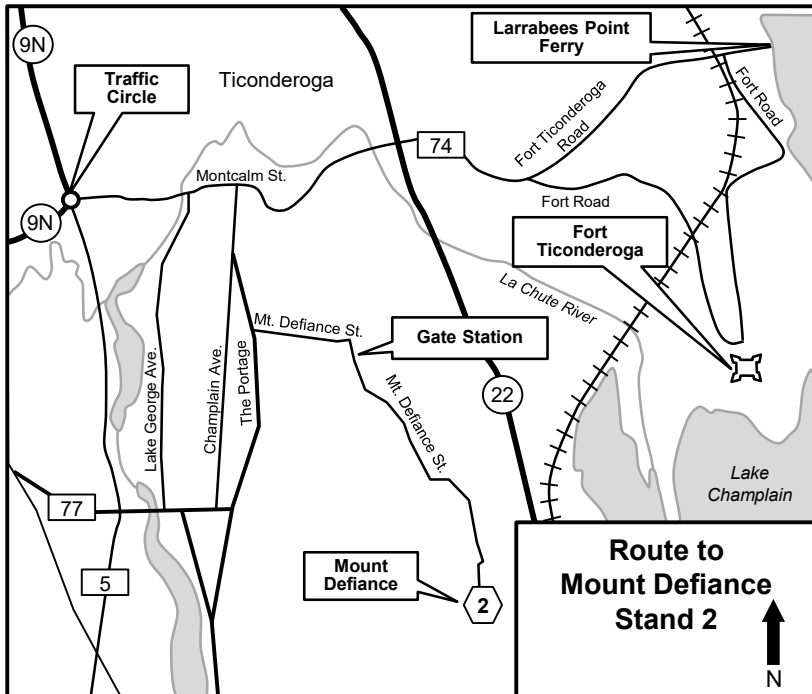 9N
Traffic
Circle
Ticonderoga
Larrabees Point
Ferry
Fort Ticonderoga
Road
Fort Road
74
Montcalm St.
9N
Fort Road
Fort
Ticonderoga
La Chute River
Mt. Defiance St.
Gate Station
Lake George Ave.
Champlain Ave.
The Portage
Mt. Defiance St.
22
Lake
Champlain
77
5
Mount
Defiance
2
Route to
Mount Defiance
Stand 2
N